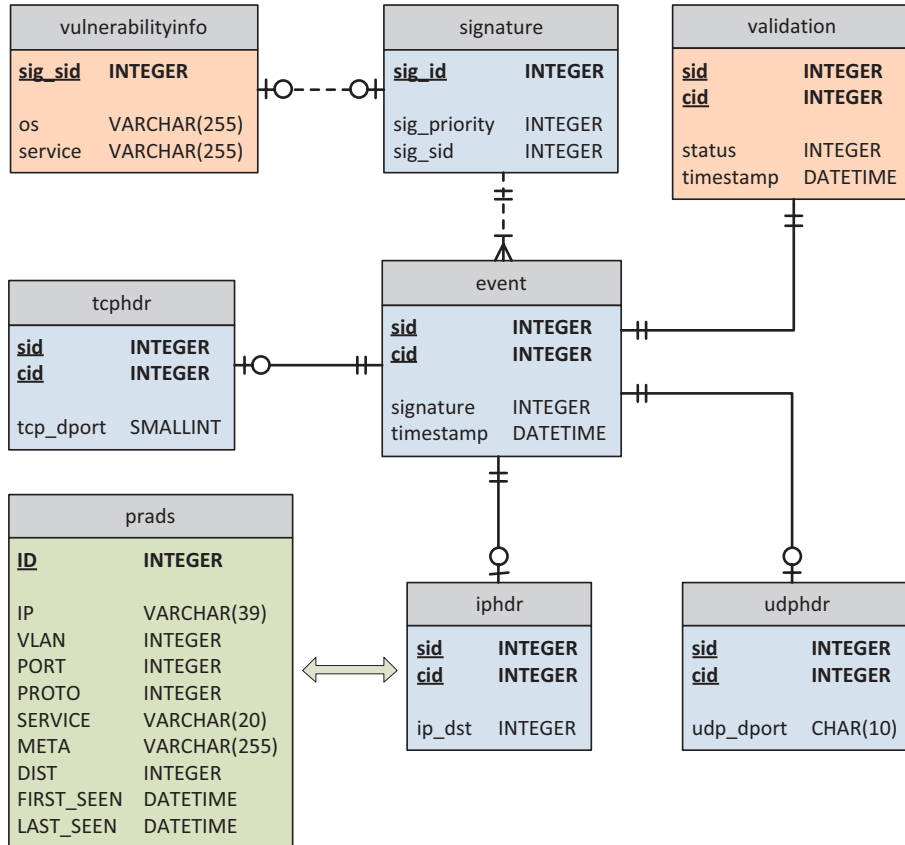 vulnerabilityinfo
sig_sid INTEGER
os VARCHAR(255)
service VARCHAR(255)
signature
sig_id INTEGER
sig_priority INTEGER
sig_sid INTEGER
validation
sid INTEGER
cid INTEGER
status INTEGER
timestamp DATETIME
tcphdr
sid INTEGER
cid INTEGER
tcp_dport SMALLINT
event
sid INTEGER
cid INTEGER
signature INTEGER
timestamp DATETIME
prads
ID INTEGER
IP VARCHAR(39)
VLAN INTEGER
PORT INTEGER
PROTO INTEGER
SERVICE VARCHAR(20)
META VARCHAR(255)
DIST INTEGER
FIRST_SEEN DATETIME
LAST_SEEN DATETIME
iphdr
sid INTEGER
cid INTEGER
ip_dst INTEGER
udphdr
sid INTEGER
cid INTEGER
udp_dport CHAR(10)